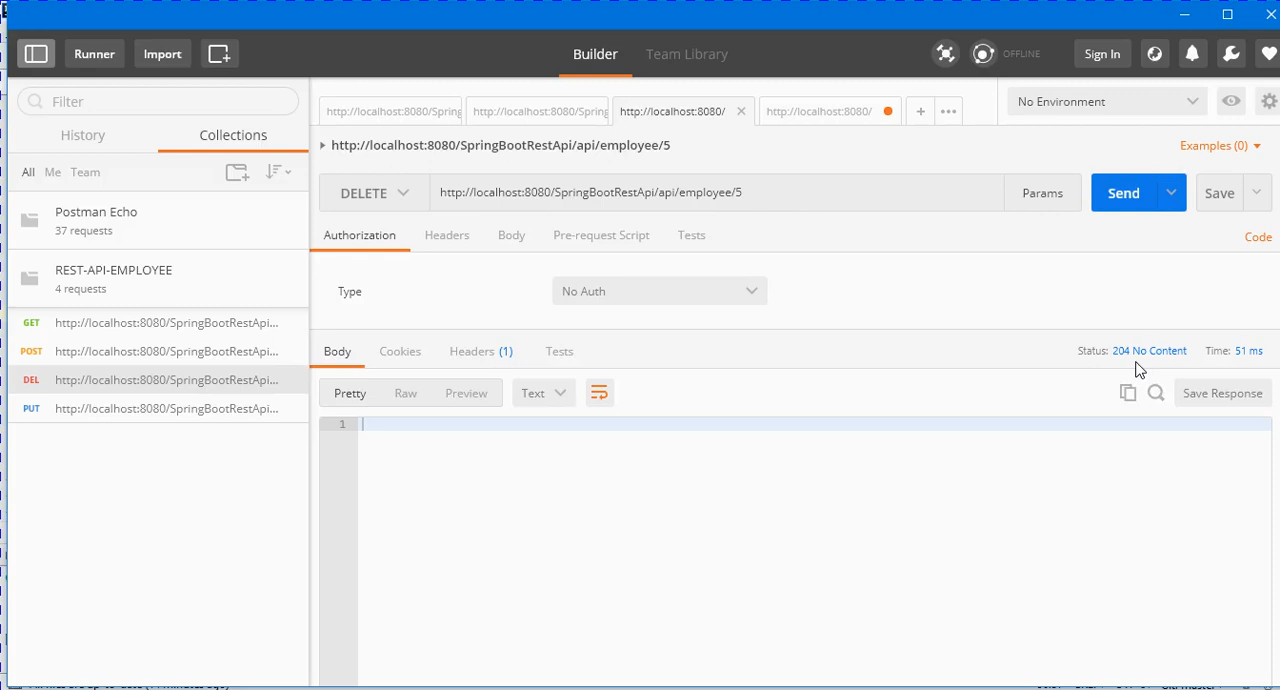 Runner Import Builder Team Library OFFLINE Sign In
Filter
History Collections
All Me Team
Postman Echo
37 requests
REST-API-EMPLOYEE
4 requests
GET http://localhost:8080/SpringBootRestApi...
POST http://localhost:8080/SpringBootRestApi...
DEL http://localhost:8080/SpringBootRestApi...
PUT http://localhost:8080/SpringBootRestApi...
http://localhost:8080/Spring http://localhost:8080/Spring http://localhost:8080/ http://localhost:8080/ No Environment
http://localhost:8080/SpringBootRestApi/api/employee/5 Examples (0)
DELETE http://localhost:8080/SpringBootRestApi/api/employee/5 Params Send Save
Authorization Headers Body Pre-request Script Tests Code
Type No Auth
Body Cookies Headers (1) Tests Status: 204 No Content Time: 51 ms
Pretty Raw Preview Text Save Response
1